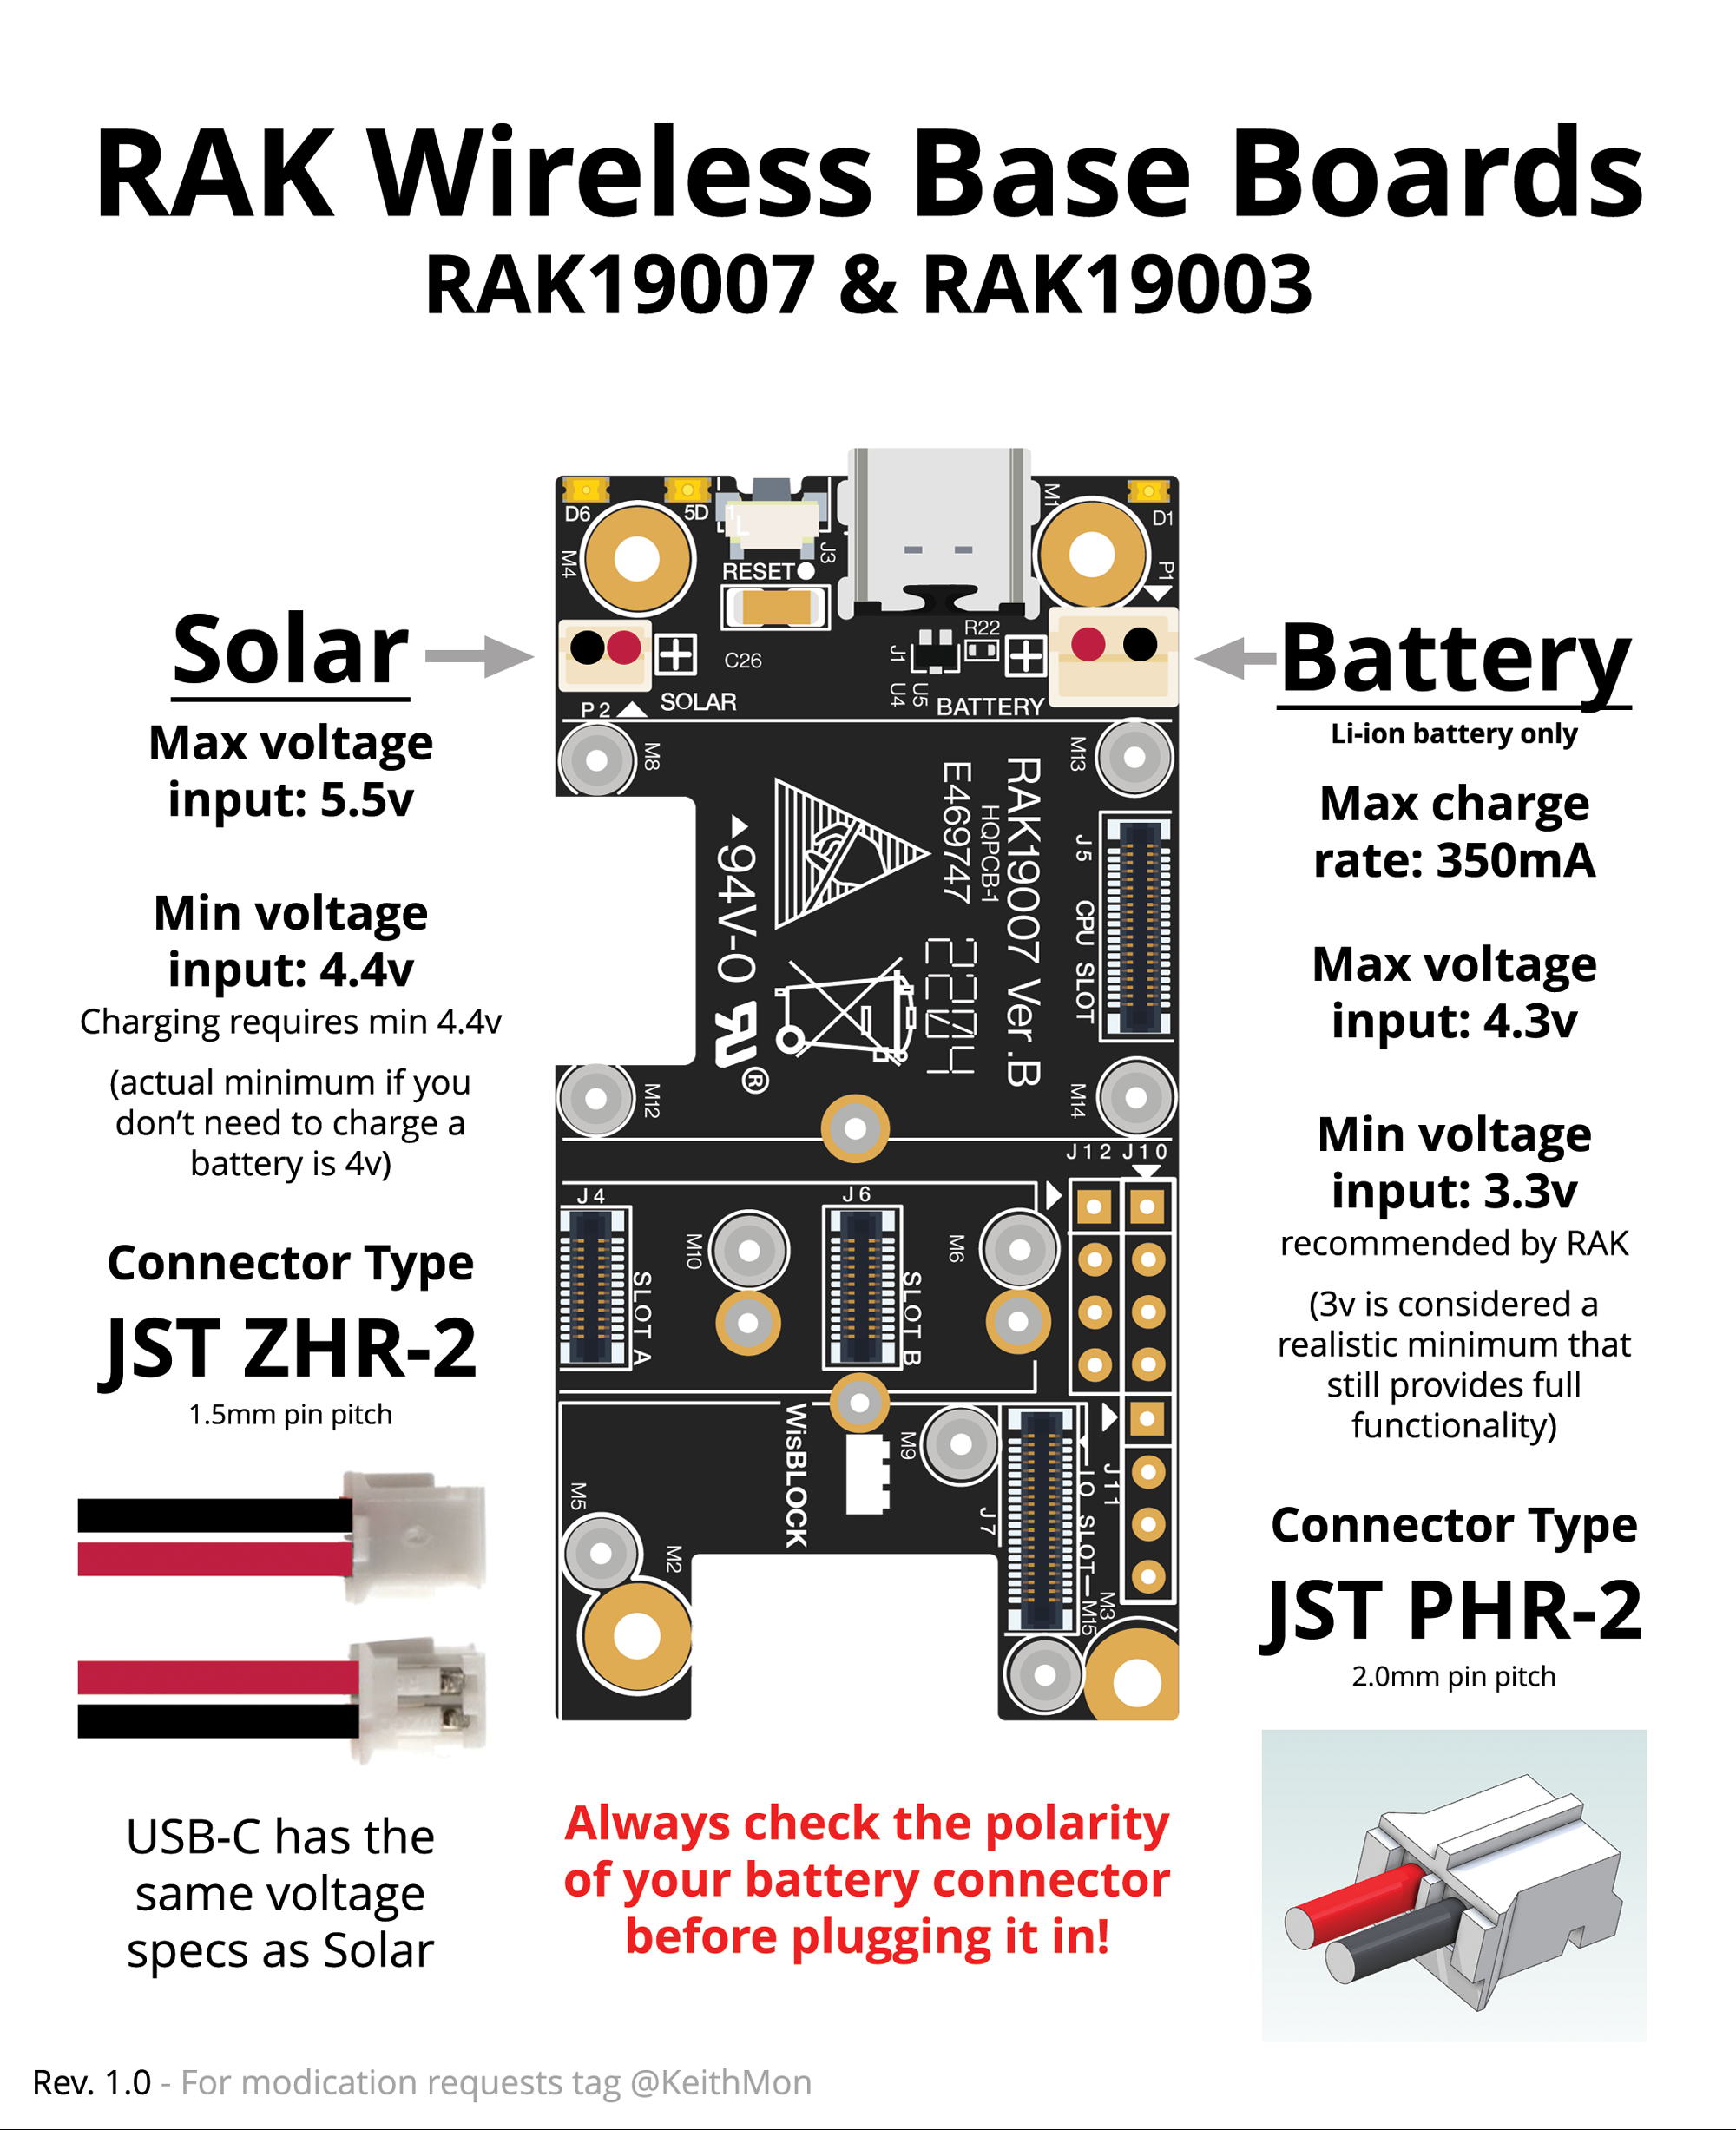 RAK Wireless Base Boards
RAK19007 & RAK19003
Solar
Max voltage
input: 5.5v
Min voltage
input: 4.4v
Charging requires min 4.4v
(actual minimum if you
don't need to charge a
battery is 4v)
Connector Type
JST ZHR-2
1.5mm pin pitch
USB-C has the
same voltage
specs as Solar
D6
5D
M4
J3
RESET
M1
D1
P1
C26
SOLAR
P2
R22
J1
U4
U5
BATTERY
M8
M13
94V-0
®
E469747
HQPCB-1
RAK19007 Ver.B
2204
J5
CPU SLOT
M12
M14
J12
J10
J4
SLOT A
M10
J6
SLOT B
M6
WisBLOCK
M9
J7
IO SLOT
J11
M5
M2
M3
M15
Always check the polarity
of your battery connector
before plugging it in!
Battery
Li-ion battery only
Max charge
rate: 350mA
Max voltage
input: 4.3v
Min voltage
input: 3.3v
recommended by RAK
(3v is considered a
realistic minimum that
still provides full
functionality)
Connector Type
JST PHR-2
2.0mm pin pitch
Rev. 1.0 - For modication requests tag @KeithMon